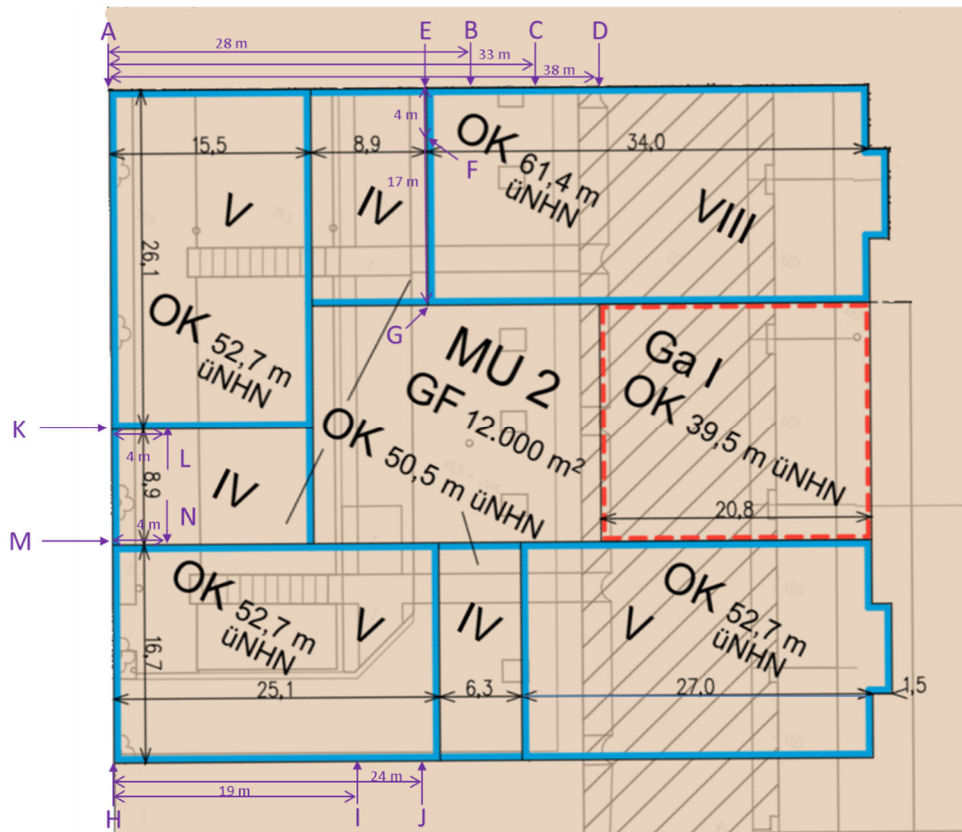 A
E
B
C
D
28 m
33 m
38 m
4 m
15,5
8,9
34,0
F
17 m
OK 61,4 m
üNHN
V
IV
VIII
26,1
OK 52,7 m
üNHN
G
MU 2
GF 12.000 m²
Ga I
OK 39,5 m üNHN
K
OK 50,5 m üNHN
L
4 m
8,9
IV
N
4 m
20,8
M
OK 52,7 m
üNHN
V
IV
V
OK 52,7 m
üNHN
16,7
25,1
6,3
27,0
1,5
24 m
19 m
H
I
J